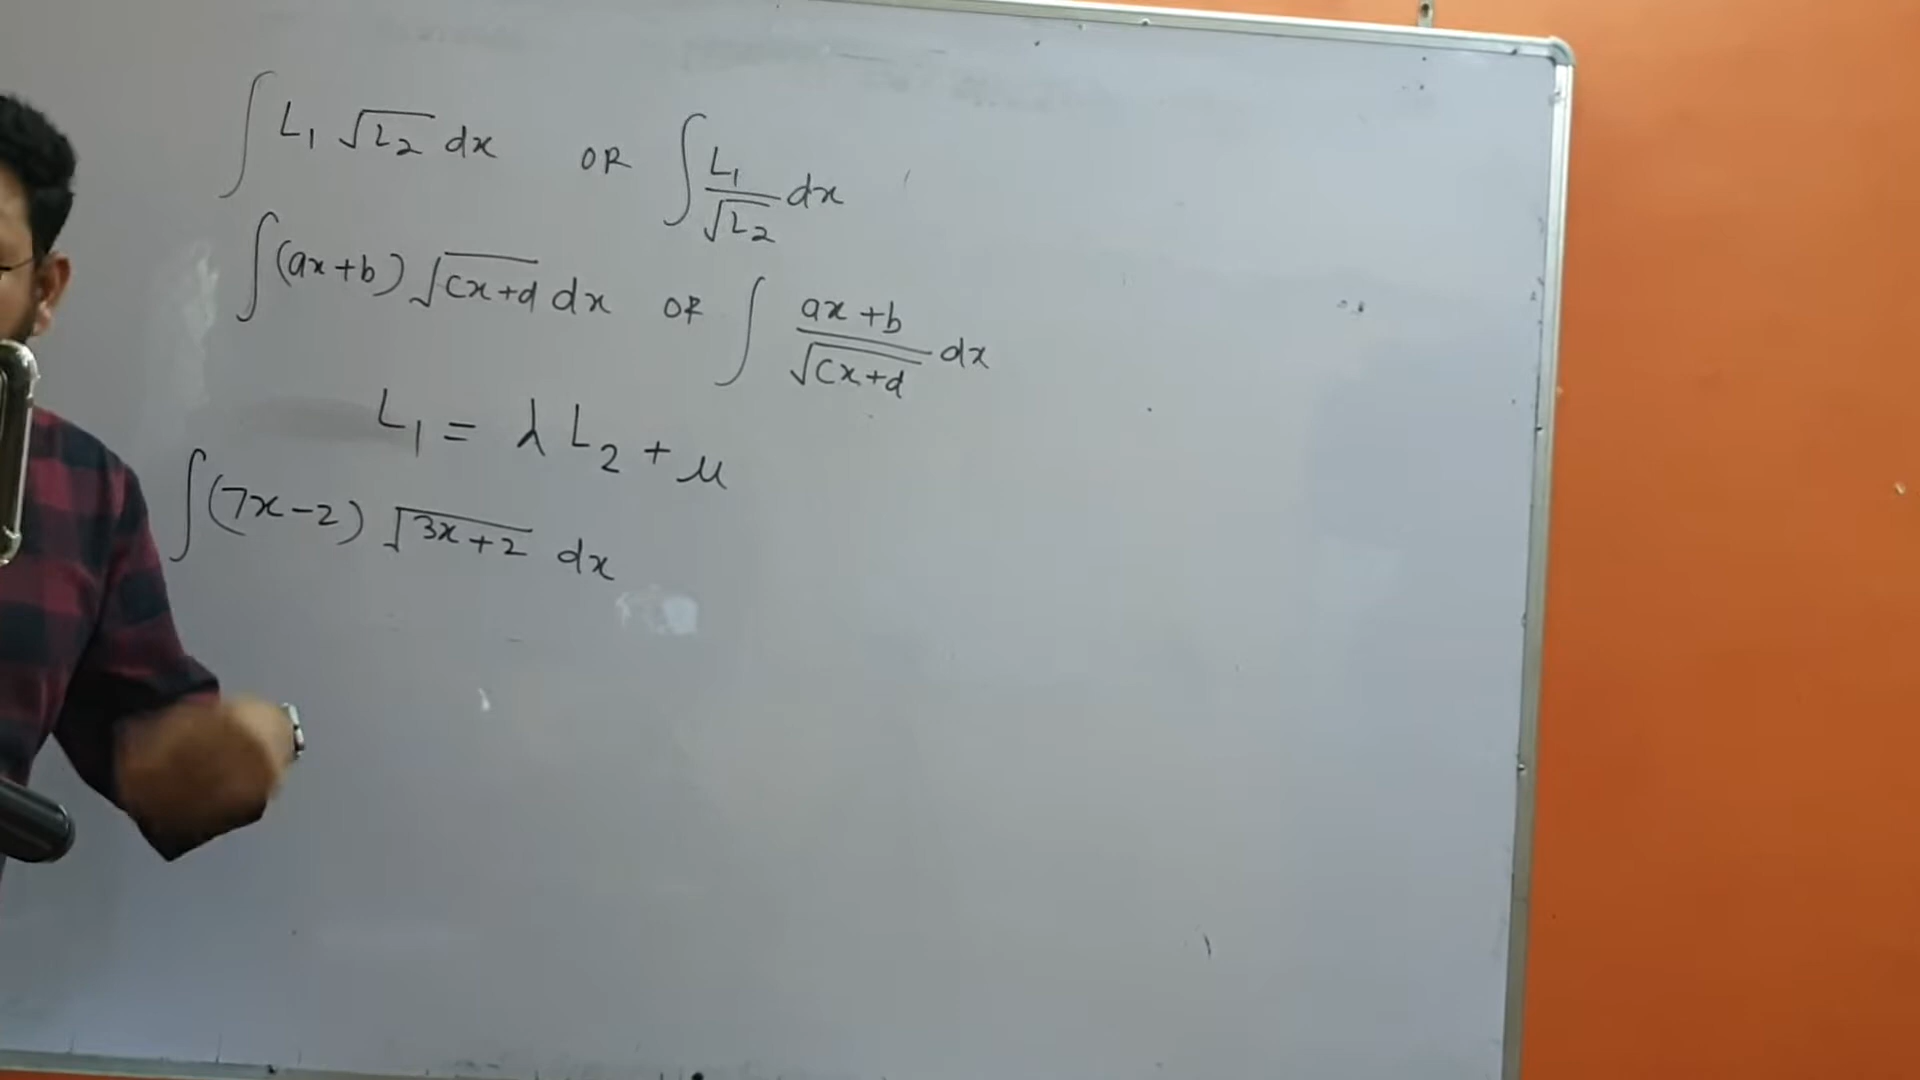 ∫ L₁ √L₂ dx OR ∫ L₁/√L₂ dx
∫ (ax+b) √(cx+d) dx OR ∫ (ax+b)/√(cx+d) dx
L₁ = λ L₂ + μ
∫ (7x-2) √(3x+2) dx